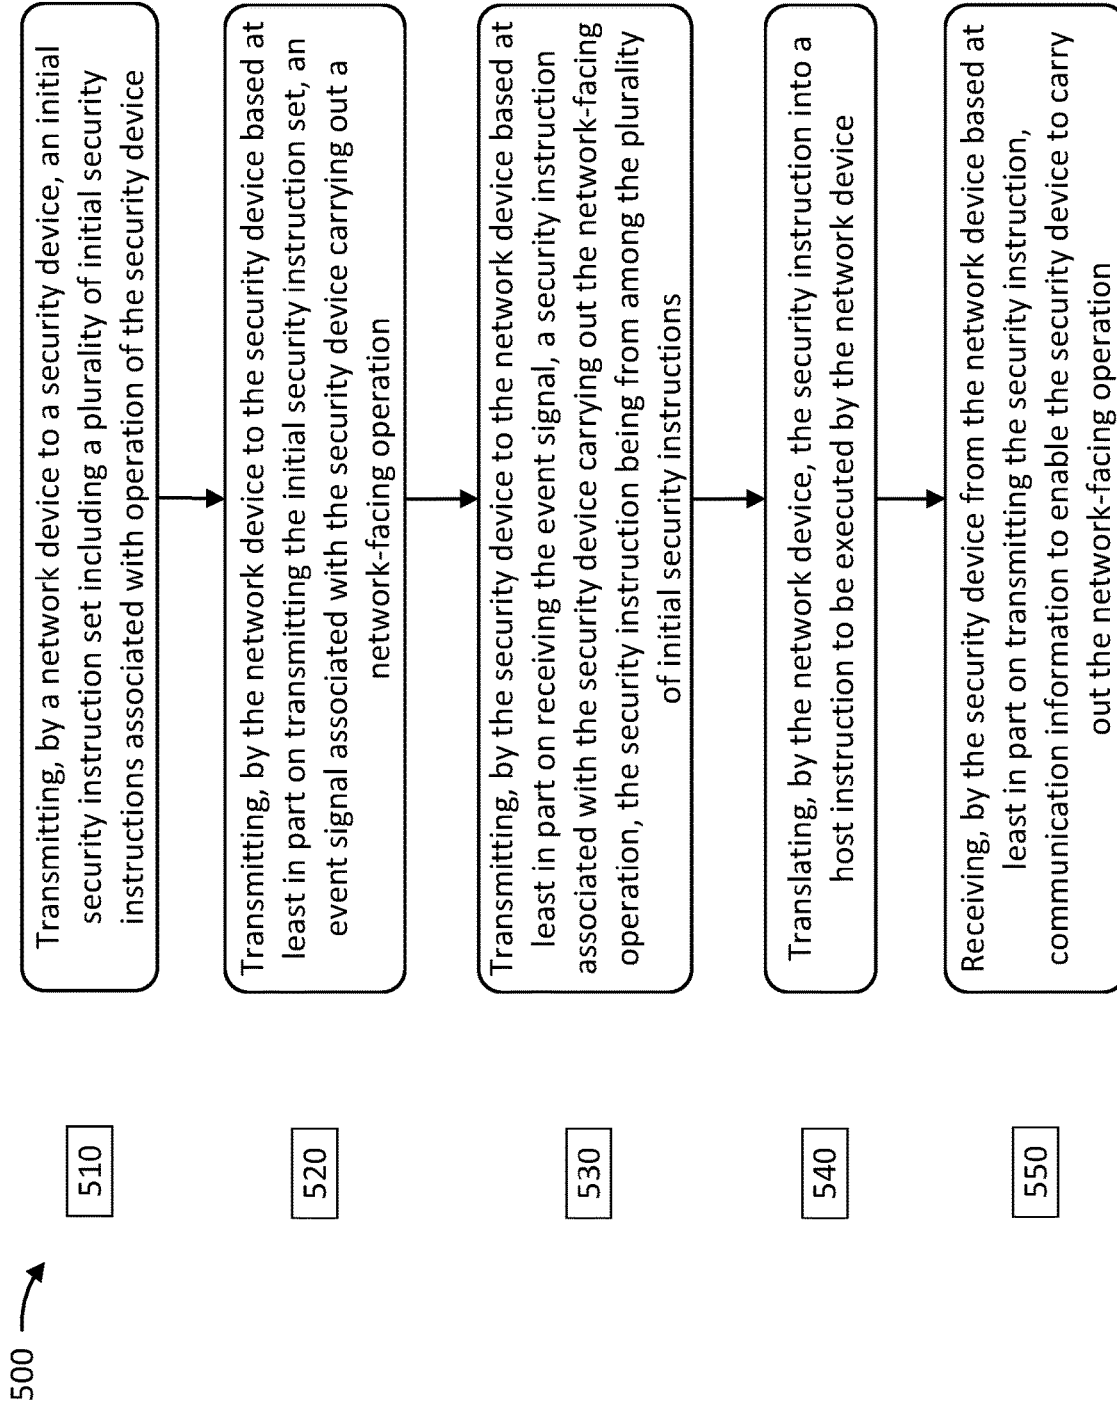 500
510
Transmitting, by a network device to a security device, an initial
security instruction set including a plurality of initial security
instructions associated with operation of the security device
520
Transmitting, by the network device to the security device based at
least in part on transmitting the initial security instruction set, an
event signal associated with the security device carrying out a
network-facing operation
530
Transmitting, by the security device to the network device based at
least in part on receiving the event signal, a security instruction
associated with the security device carrying out the network-facing
operation, the security instruction being from among the plurality
of initial security instructions
540
Translating, by the network device, the security instruction into a
host instruction to be executed by the network device
550
Receiving, by the security device from the network device based at
least in part on transmitting the security instruction,
communication information to enable the security device to carry
out the network-facing operation